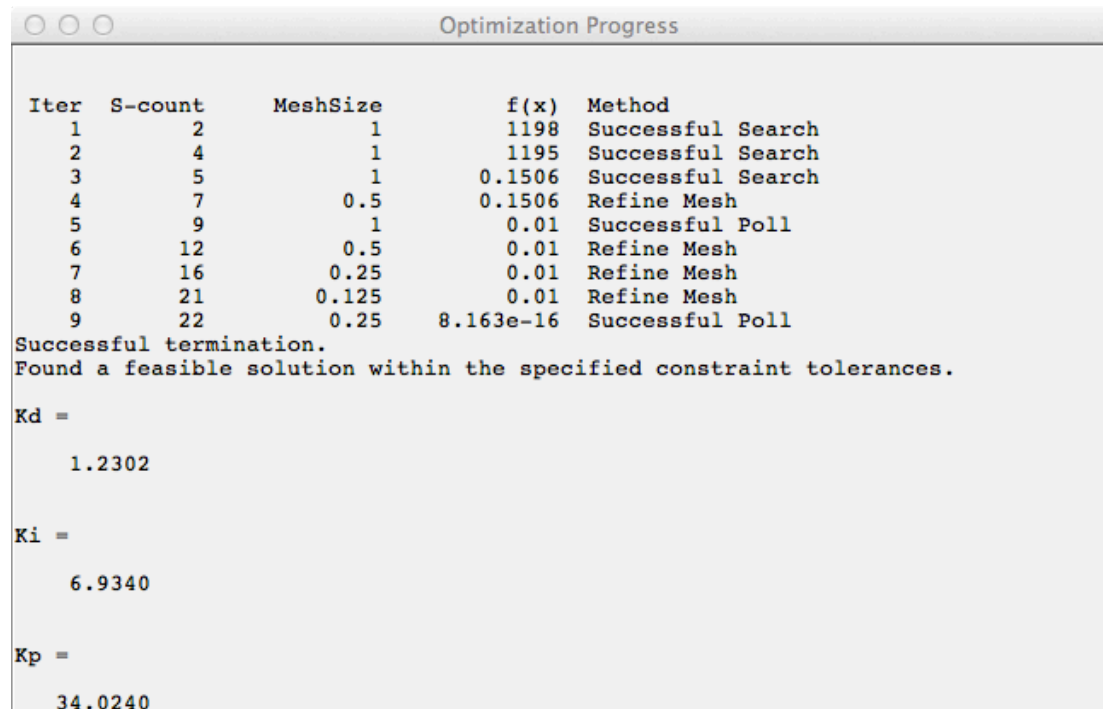 Optimization Progress
Iter S-count MeshSize f(x) Method
1 2 1 1198 Successful Search
2 4 1 1195 Successful Search
3 5 1 0.1506 Successful Search
4 7 0.5 0.1506 Refine Mesh
5 9 1 0.01 Successful Poll
6 12 0.5 0.01 Refine Mesh
7 16 0.25 0.01 Refine Mesh
8 21 0.125 0.01 Refine Mesh
9 22 0.25 8.163e-16 Successful Poll
Successful termination.
Found a feasible solution within the specified constraint tolerances.
Kd =
1.2302
Ki =
6.9340
Kp =
34.0240